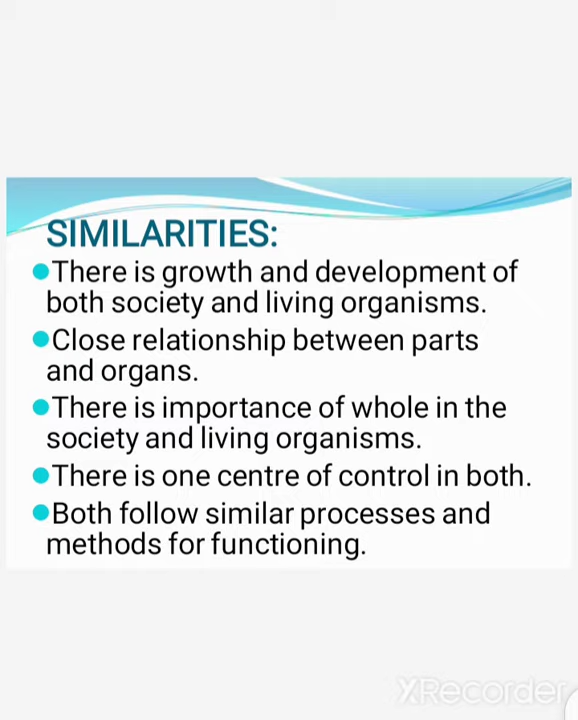 SIMILARITIES:
●There is growth and development of
both society and living organisms.
●Close relationship between parts
and organs.
●There is importance of whole in the
society and living organisms.
●There is one centre of control in both.
●Both follow similar processes and
methods for functioning.
XRecorder